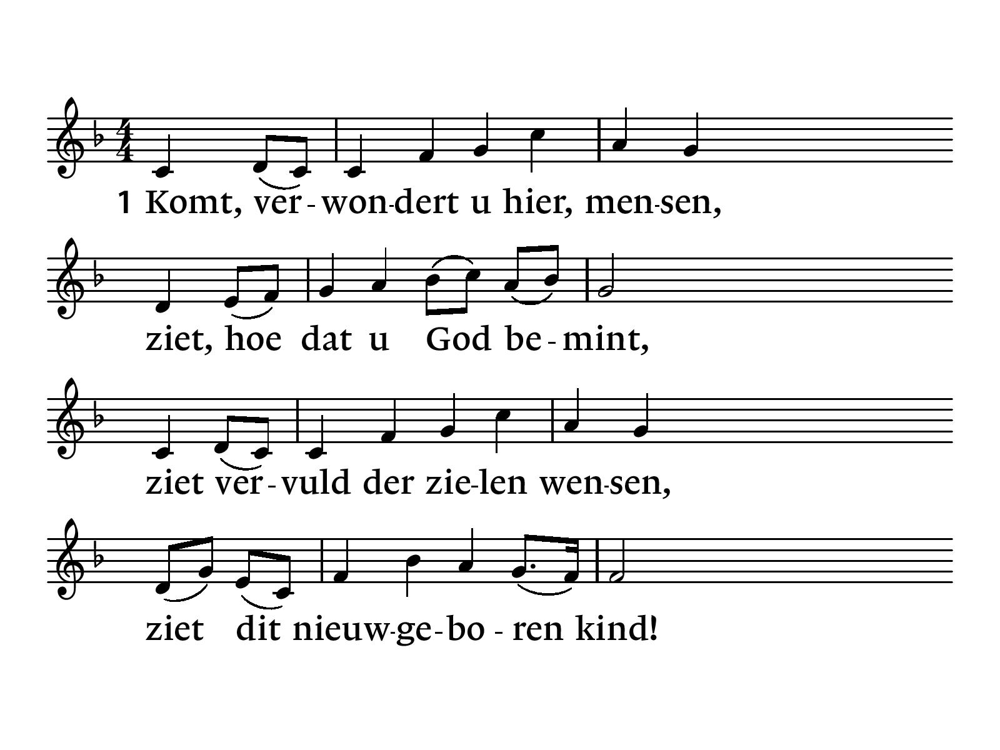 1 Komt, ver-won-dert u hier, men-sen,
ziet, hoe dat u God be-mint,
ziet ver-vuld der zie-len wen-sen,
ziet dit nieuw-ge-bo-ren kind!